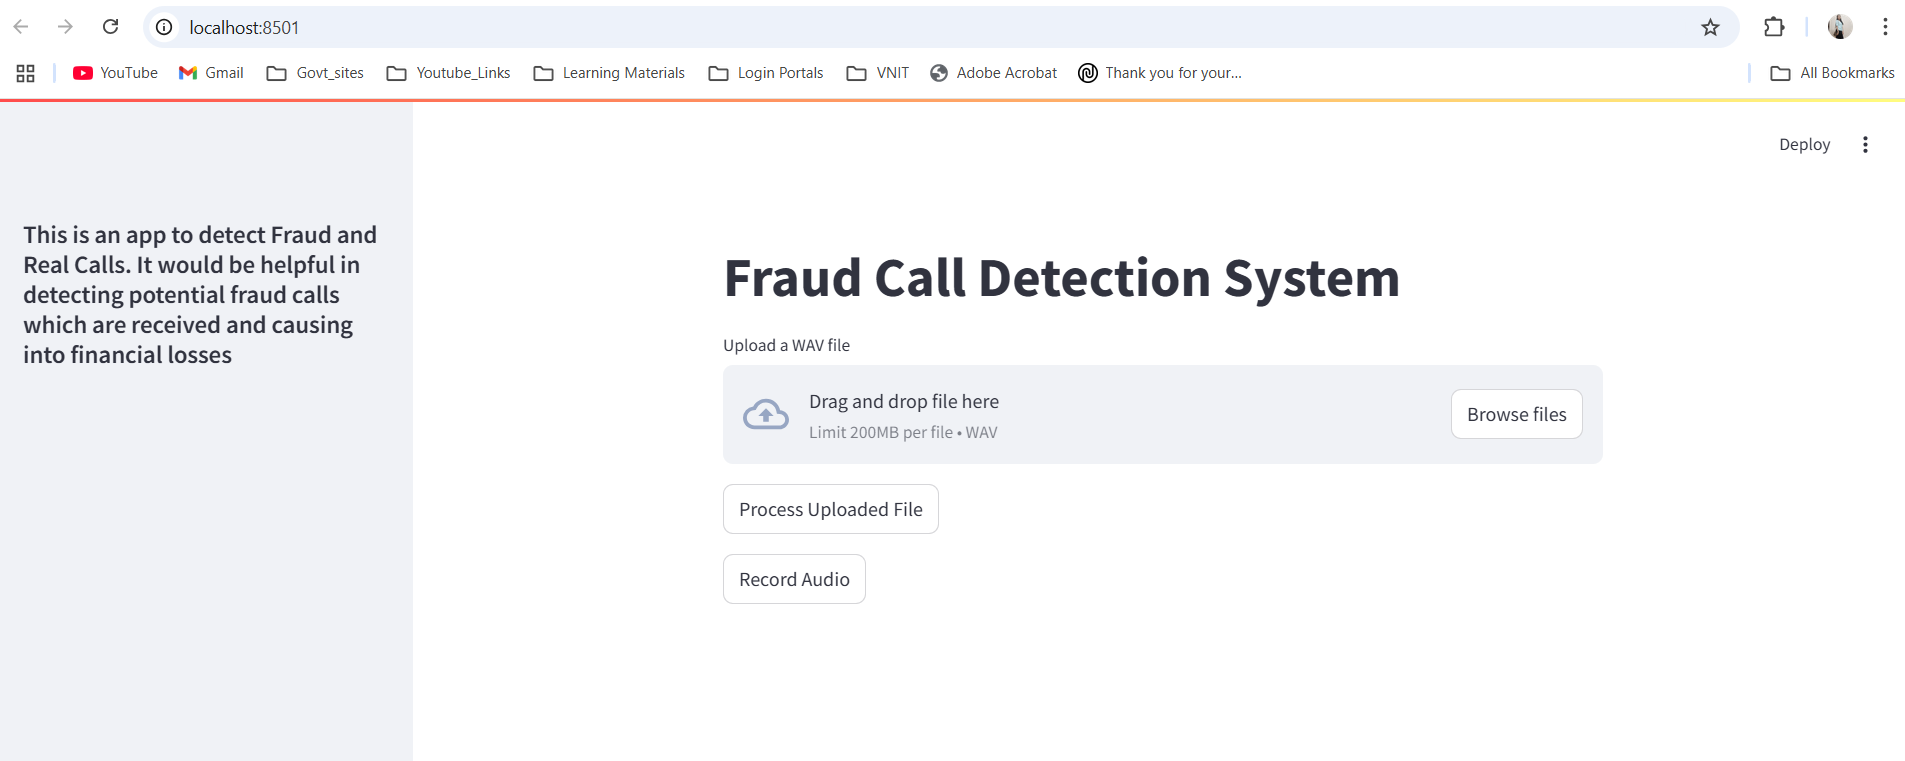 localhost:8501
YouTube Gmail Govt_sites Youtube_Links Learning Materials Login Portals VNIT Adobe Acrobat Thank you for your... All Bookmarks
Deploy
This is an app to detect Fraud and
Real Calls. It would be helpful in
detecting potential fraud calls
which are received and causing
into financial losses
Fraud Call Detection System
Upload a WAV file
Drag and drop file here
Limit 200MB per file • WAV
Browse files
Process Uploaded File
Record Audio